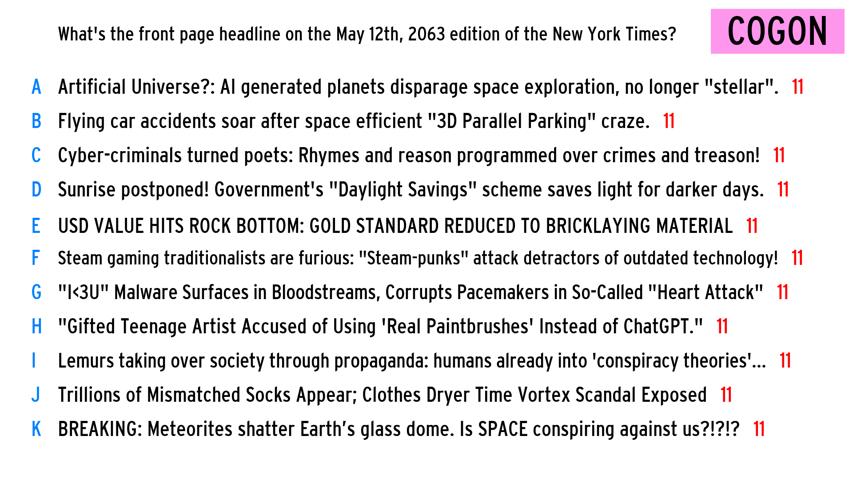 What's the front page headline on the May 12th, 2063 edition of the New York Times?
COGON
A Artificial Universe?: AI generated planets disparage space exploration, no longer "stellar". 11
B Flying car accidents soar after space efficient "3D Parallel Parking" craze. 11
C Cyber-criminals turned poets: Rhymes and reason programmed over crimes and treason! 11
D Sunrise postponed! Government's "Daylight Savings" scheme saves light for darker days. 11
E USD VALUE HITS ROCK BOTTOM: GOLD STANDARD REDUCED TO BRICKLAYING MATERIAL 11
F Steam gaming traditionalists are furious: "Steam-punks" attack detractors of outdated technology! 11
G "I<3U" Malware Surfaces in Bloodstreams, Corrupts Pacemakers in So-Called "Heart Attack" 11
H "Gifted Teenage Artist Accused of Using 'Real Paintbrushes' Instead of ChatGPT." 11
I Lemurs taking over society through propaganda: humans already into 'conspiracy theories'... 11
J Trillions of Mismatched Socks Appear; Clothes Dryer Time Vortex Scandal Exposed 11
K BREAKING: Meteorites shatter Earth’s glass dome. Is SPACE conspiring against us?!?!? 11